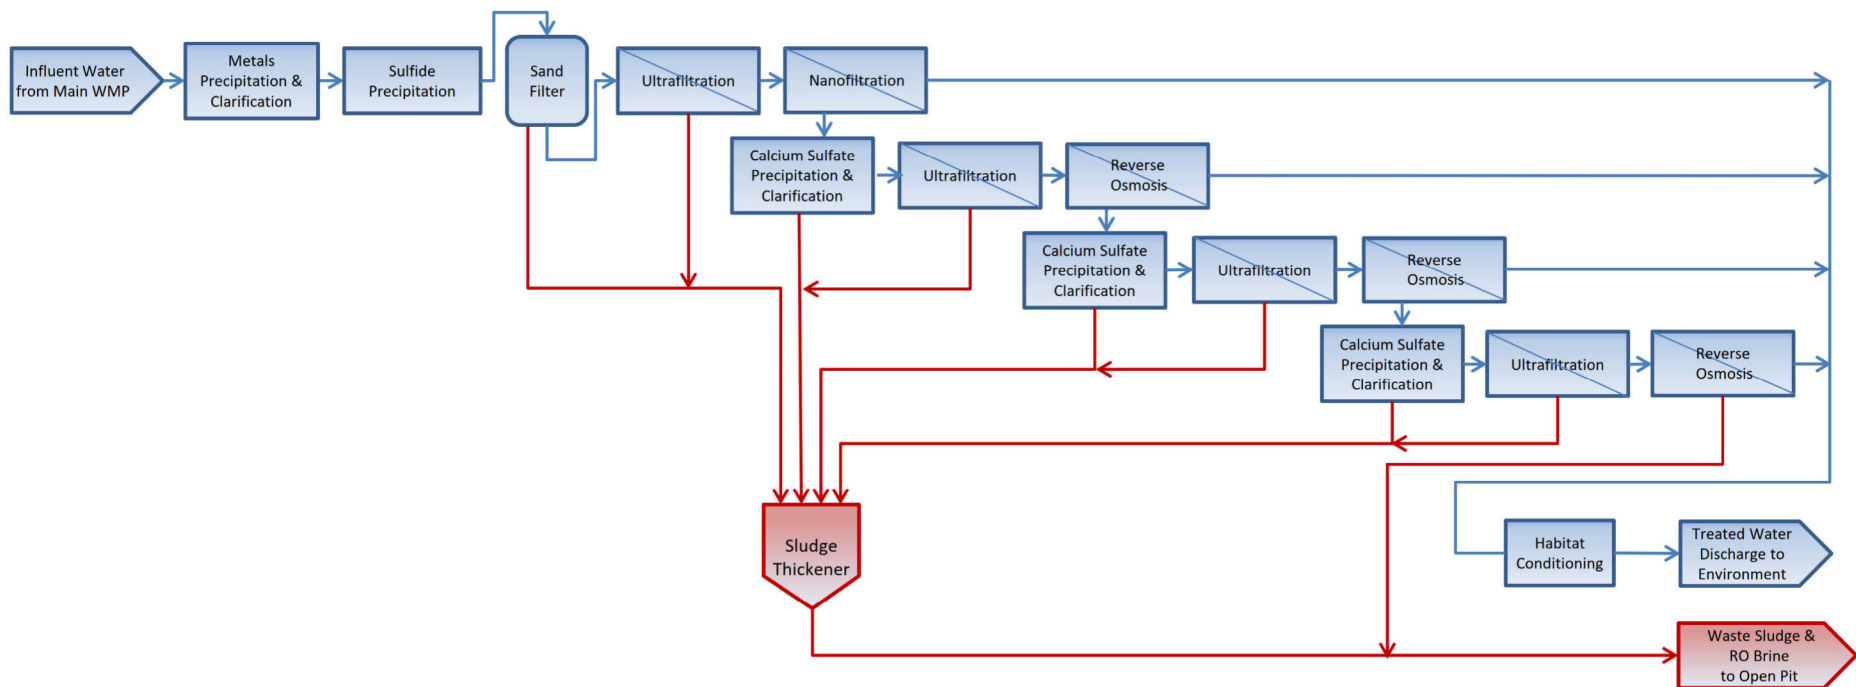 Influent Water
from Main WMP
Metals
Precipitation &
Clarification
Sulfide
Precipitation
Sand
Filter
Ultrafiltration
Nanofiltration
Calcium Sulfate
Precipitation &
Clarification
Ultrafiltration
Reverse
Osmosis
Calcium Sulfate
Precipitation &
Clarification
Ultrafiltration
Reverse
Osmosis
Calcium Sulfate
Precipitation &
Clarification
Ultrafiltration
Reverse
Osmosis
Sludge
Thickener
Habitat
Conditioning
Treated Water
Discharge to
Environment
Waste Sludge &
RO Brine
to Open Pit